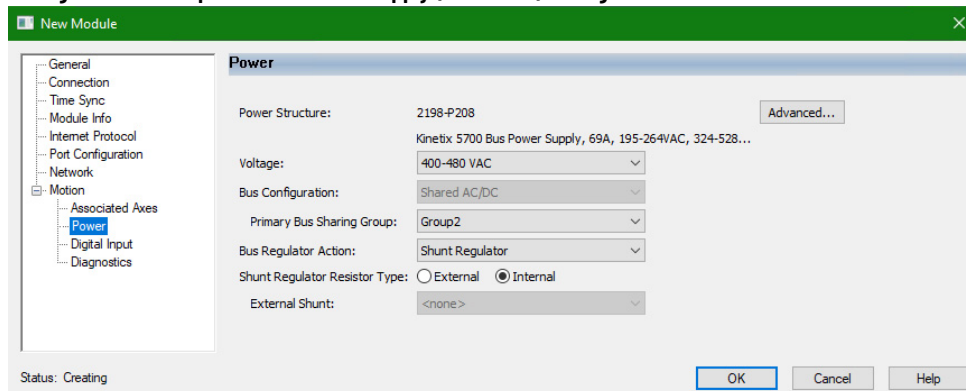 New Module
General
Connection
Time Sync
Module Info
Internet Protocol
Port Configuration
Network
Motion
Associated Axes
Power
Digital Input
Diagnostics
Power
Power Structure: 2198-P208 Advanced...
Kinetix 5700 Bus Power Supply, 69A, 195-264VAC, 324-528...
Voltage: 400-480 VAC
Bus Configuration: Shared AC/DC
Primary Bus Sharing Group: Group2
Bus Regulator Action: Shunt Regulator
Shunt Regulator Resistor Type: External Internal
External Shunt: <none>
Status: Creating
OK Cancel Help